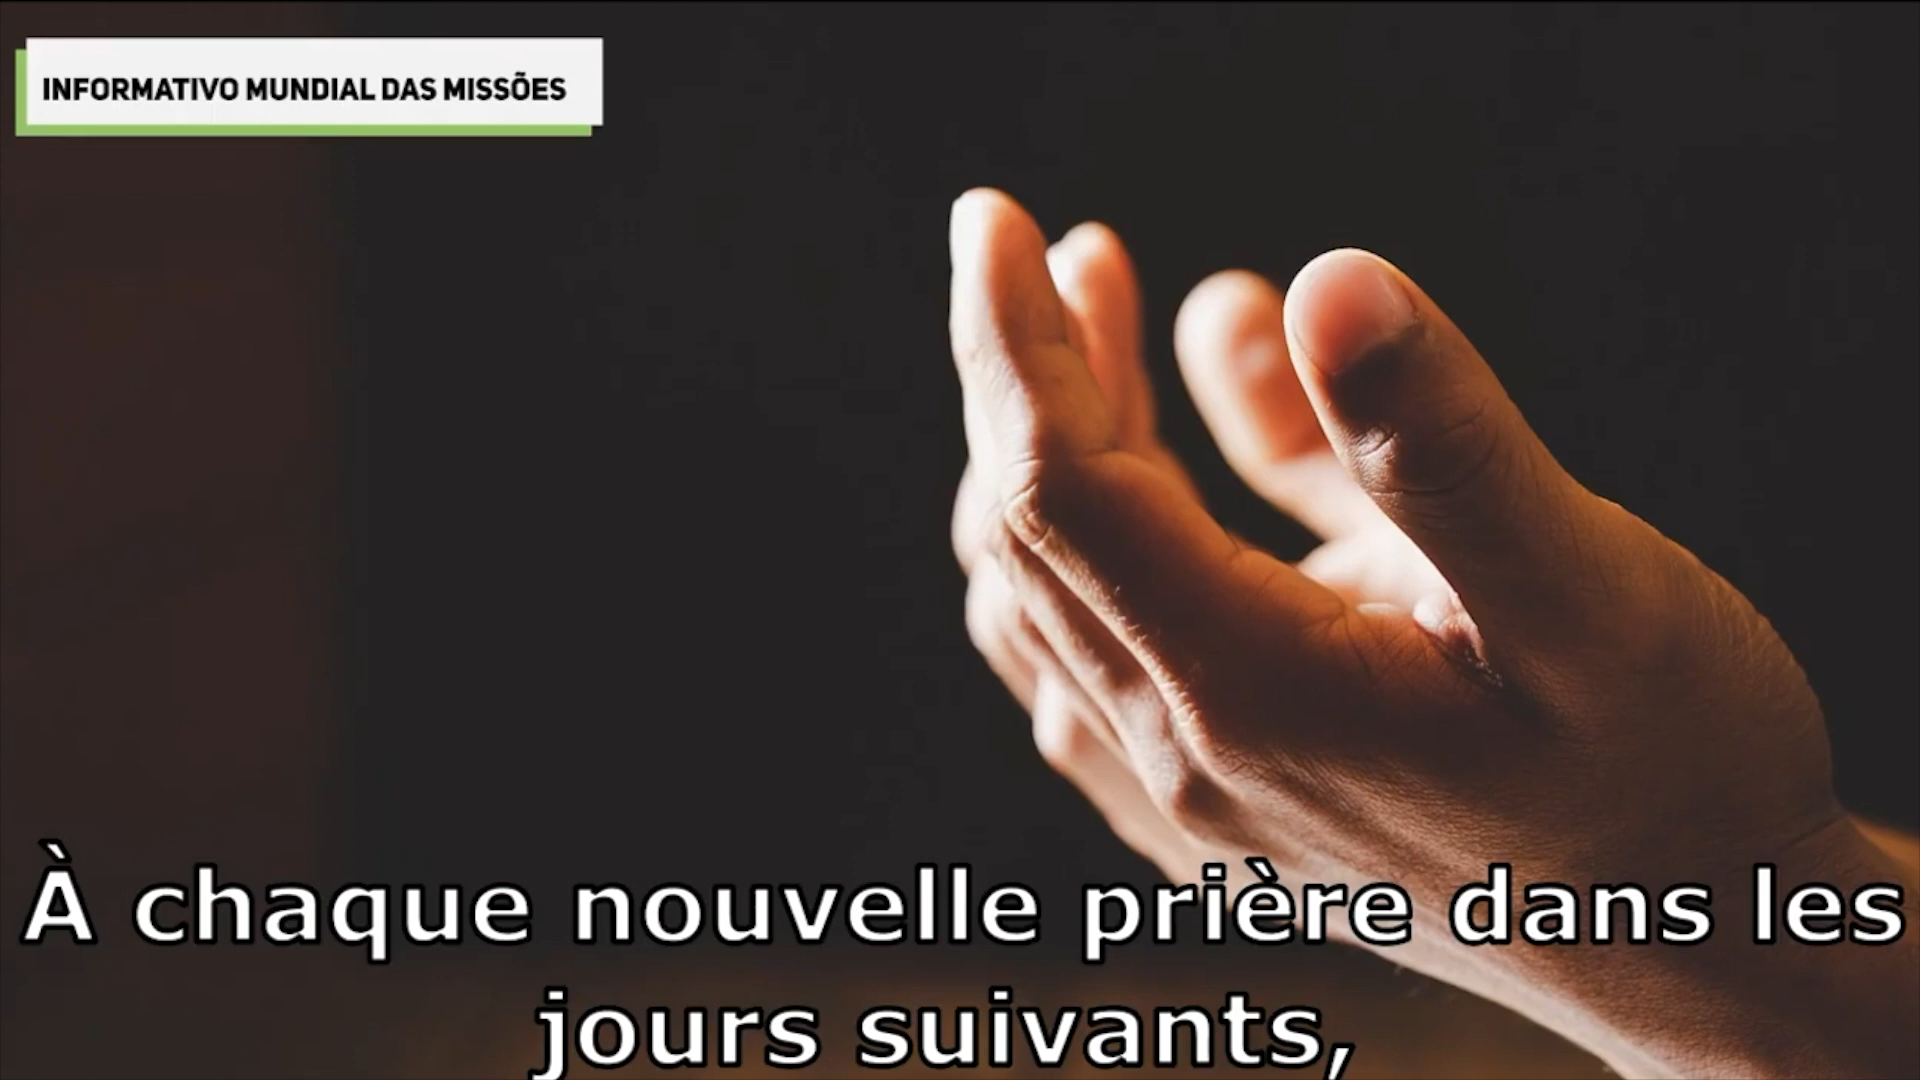 INFORMATIVO MUNDIAL DAS MISSÕES
À chaque nouvelle prière dans les
jours suivants,